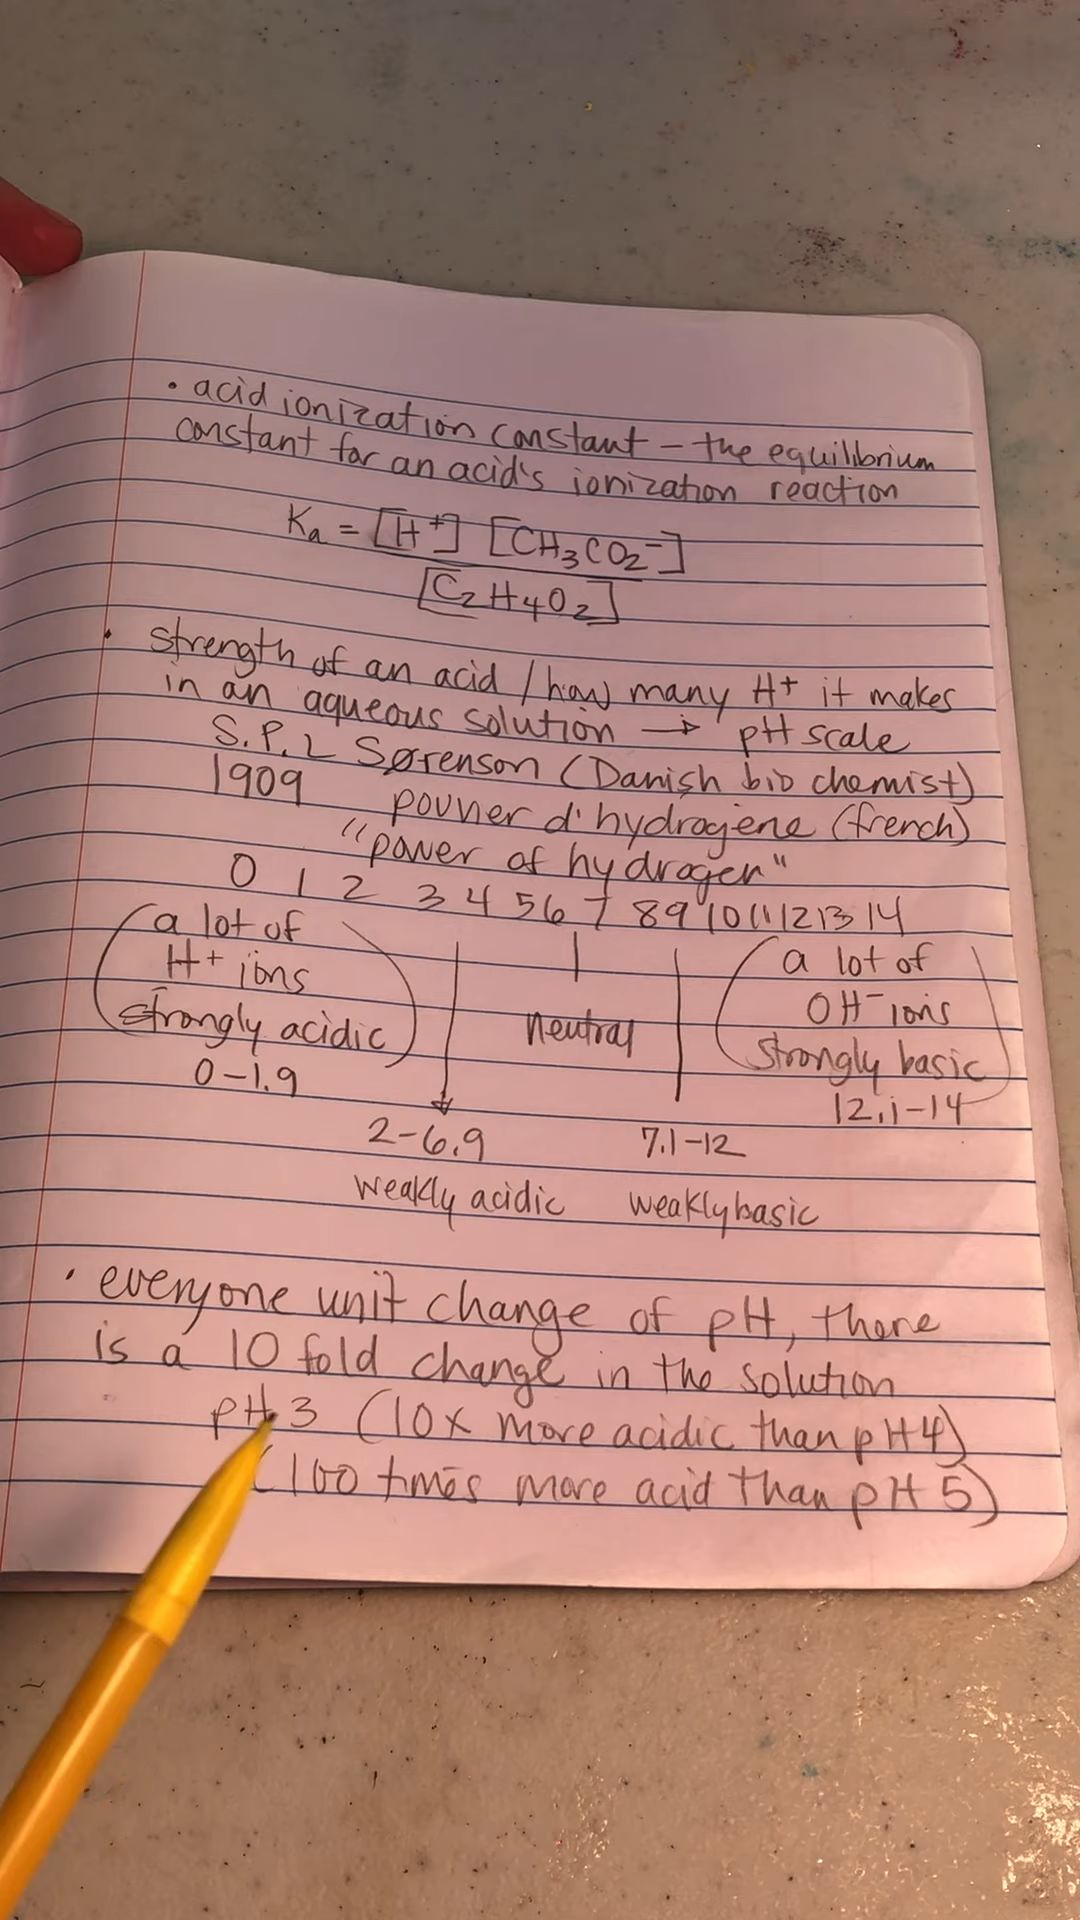 • acid ionization constant – the equilibrium
constant for an acid's ionization reaction
Ka = [H+] [CH3CO2-]
[C2H4O2]
• strength of an acid / how many H+ it makes
in an aqueous solution → pH scale
S.P.L Sørenson (Danish bio chemist)
1909 pouver d'hydrogène (french)
"power of hydrogen"
0 1 2 3 4 5 6 7 8 9 10 11 12 13 14
(a lot of
H+ ions
strongly acidic)
0-1.9
neutral
(a lot of
OH- ions
strongly basic)
12.1-14
2-6.9 7.1-12
weakly acidic weakly basic
• everyone unit change of pH, there
is a 10 fold change in the solution
pH 3 (10x more acidic than pH4)
(100 times more acid than pH 5)